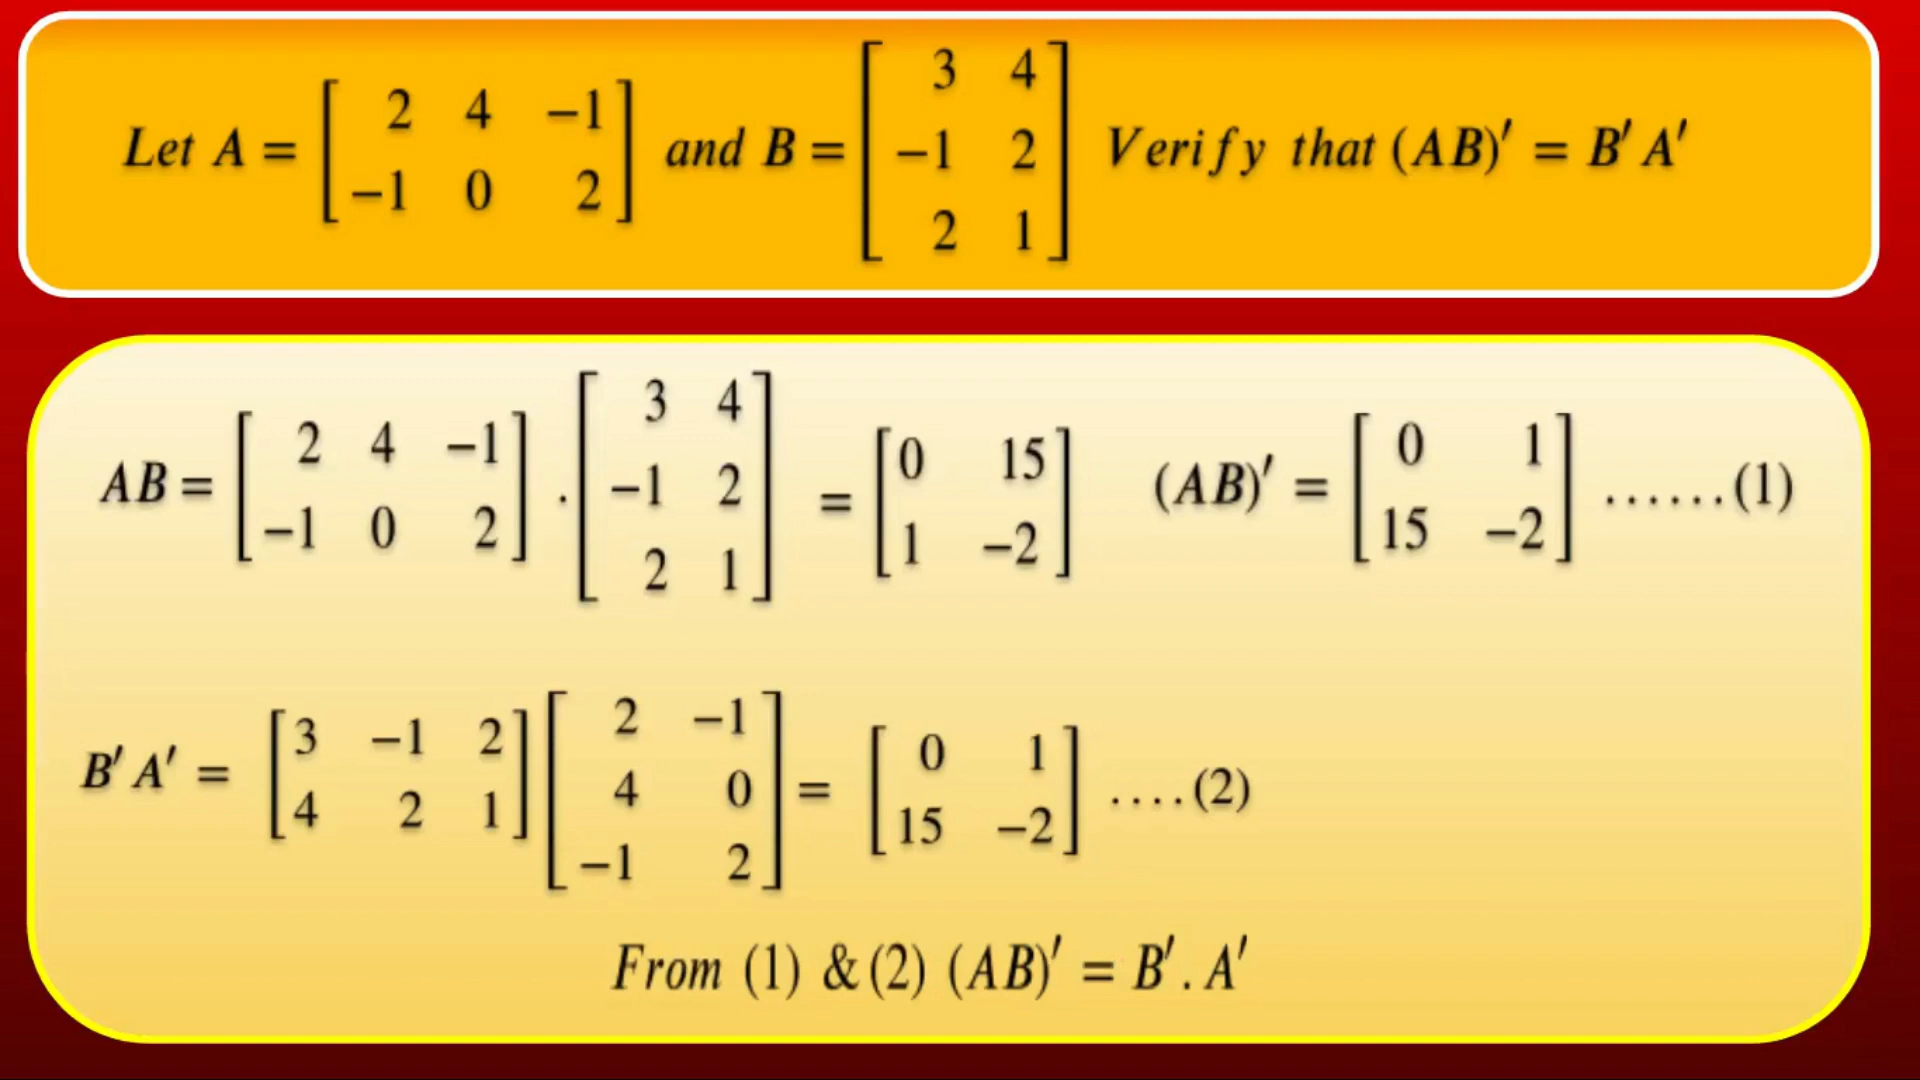 Let A = [ 2 4 −1 ; −1 0 2 ] and B = [ 3 4 ; −1 2 ; 2 1 ] Verify that (AB)′ = B′A′
AB = [ 2 4 −1 ; −1 0 2 ] . [ 3 4 ; −1 2 ; 2 1 ] = [ 0 15 ; 1 −2 ] (AB)′ = [ 0 1 ; 15 −2 ] ......(1)
B′A′ = [ 3 −1 2 ; 4 2 1 ] [ 2 −1 ; 4 0 ; −1 2 ] = [ 0 1 ; 15 −2 ] ....(2)
From (1) & (2) (AB)′ = B′. A′